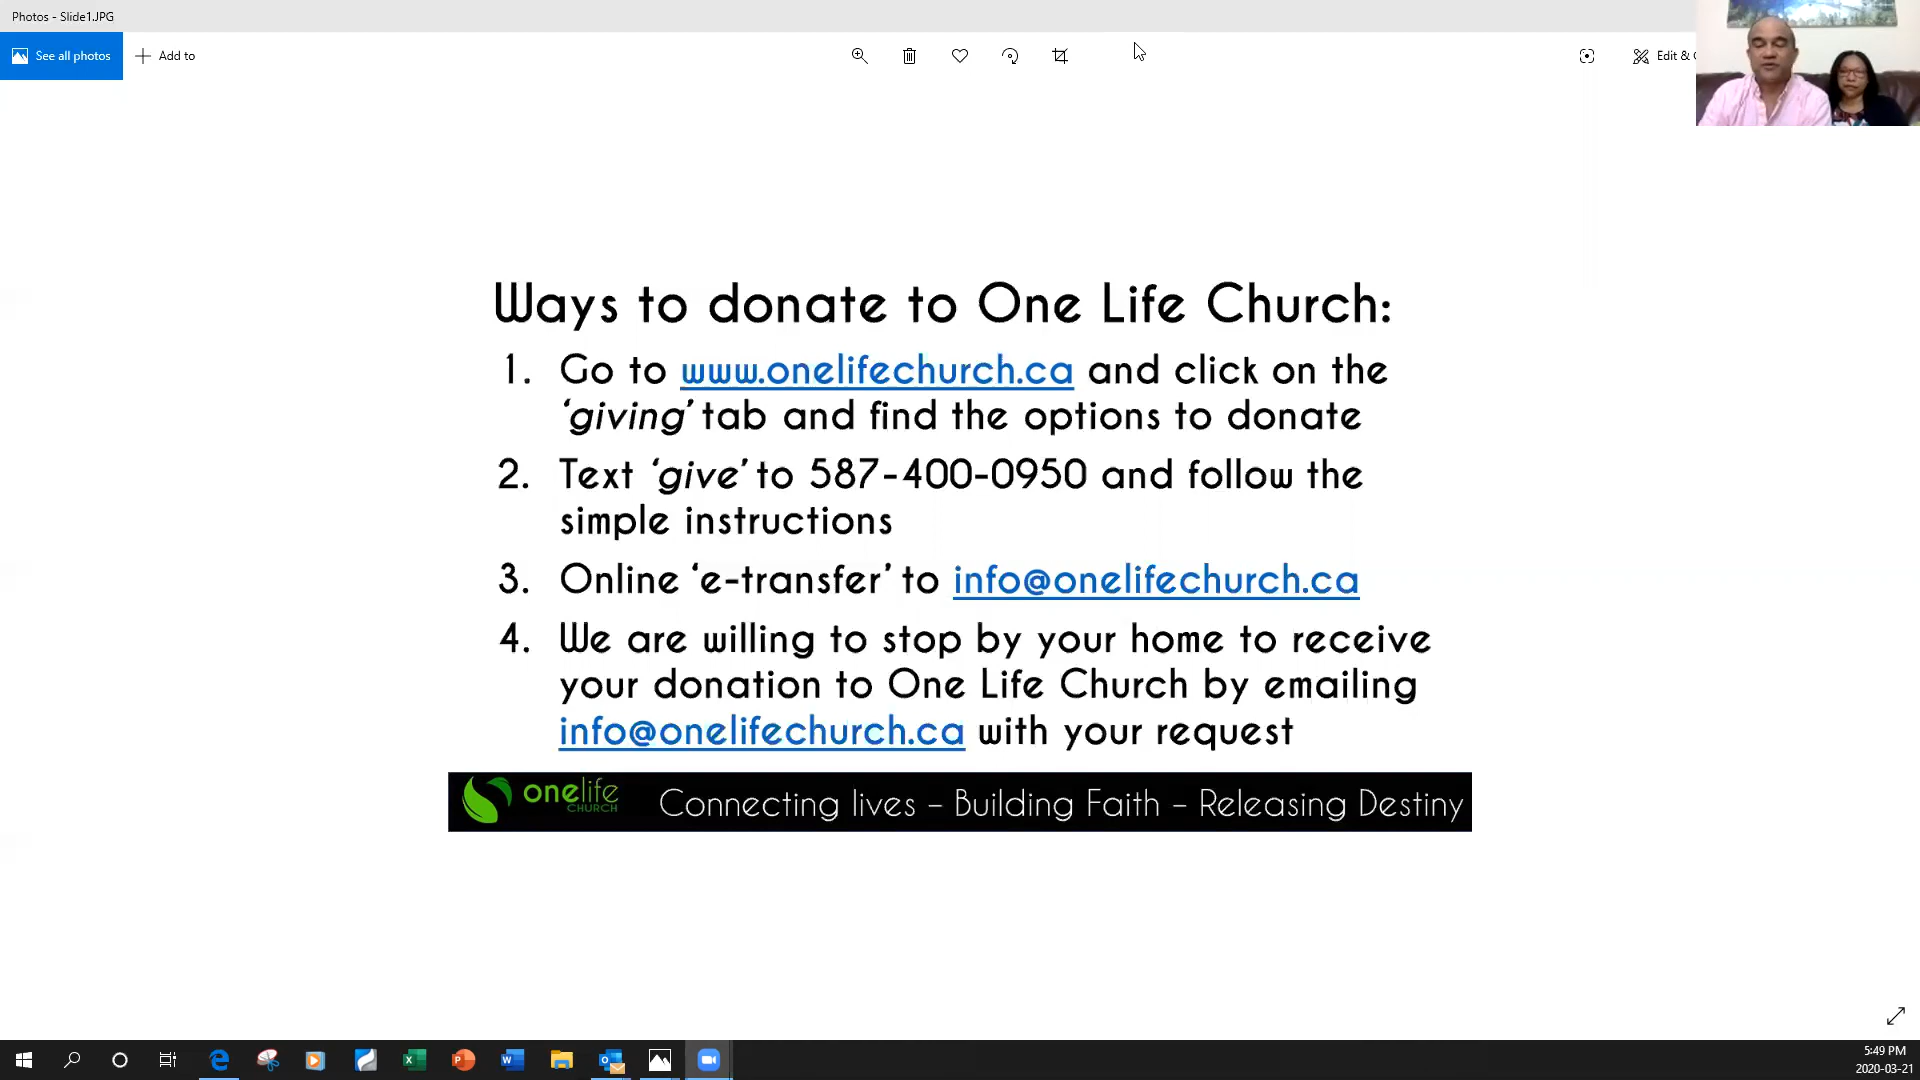 Photos - Slide1.JPG
See all photos
Add to
Edit &
Ways to donate to One Life Church:
1. Go to www.onelifechurch.ca and click on the
‘giving’ tab and find the options to donate
2. Text ‘give’ to 587-400-0950 and follow the
simple instructions
3. Online ‘e-transfer’ to info@onelifechurch.ca
4. We are willing to stop by your home to receive
your donation to One Life Church by emailing
info@onelifechurch.ca with your request
onelife
CHURCH
Connecting lives – Building Faith – Releasing Destiny
5:49 PM
2020-03-21